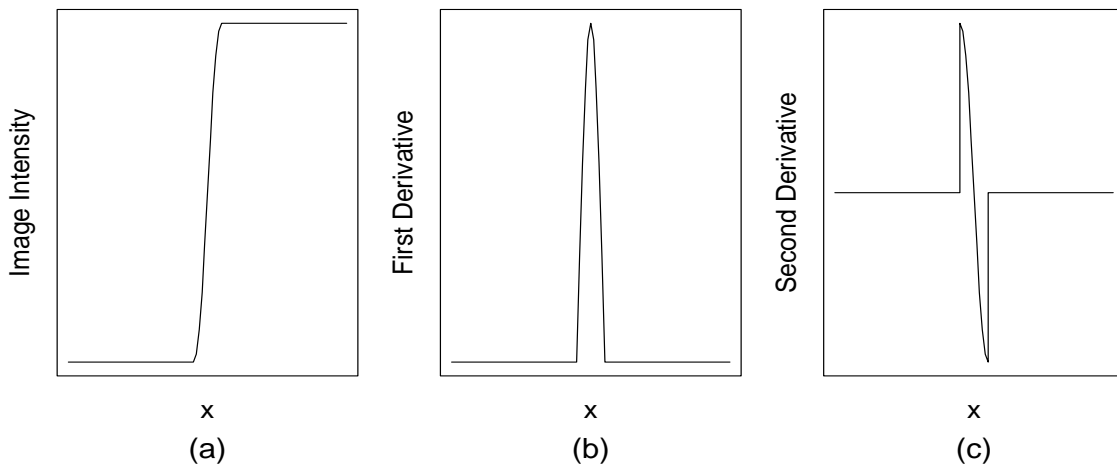 Image Intensity
x
(a)
First Derivative
x
(b)
Second Derivative
x
(c)